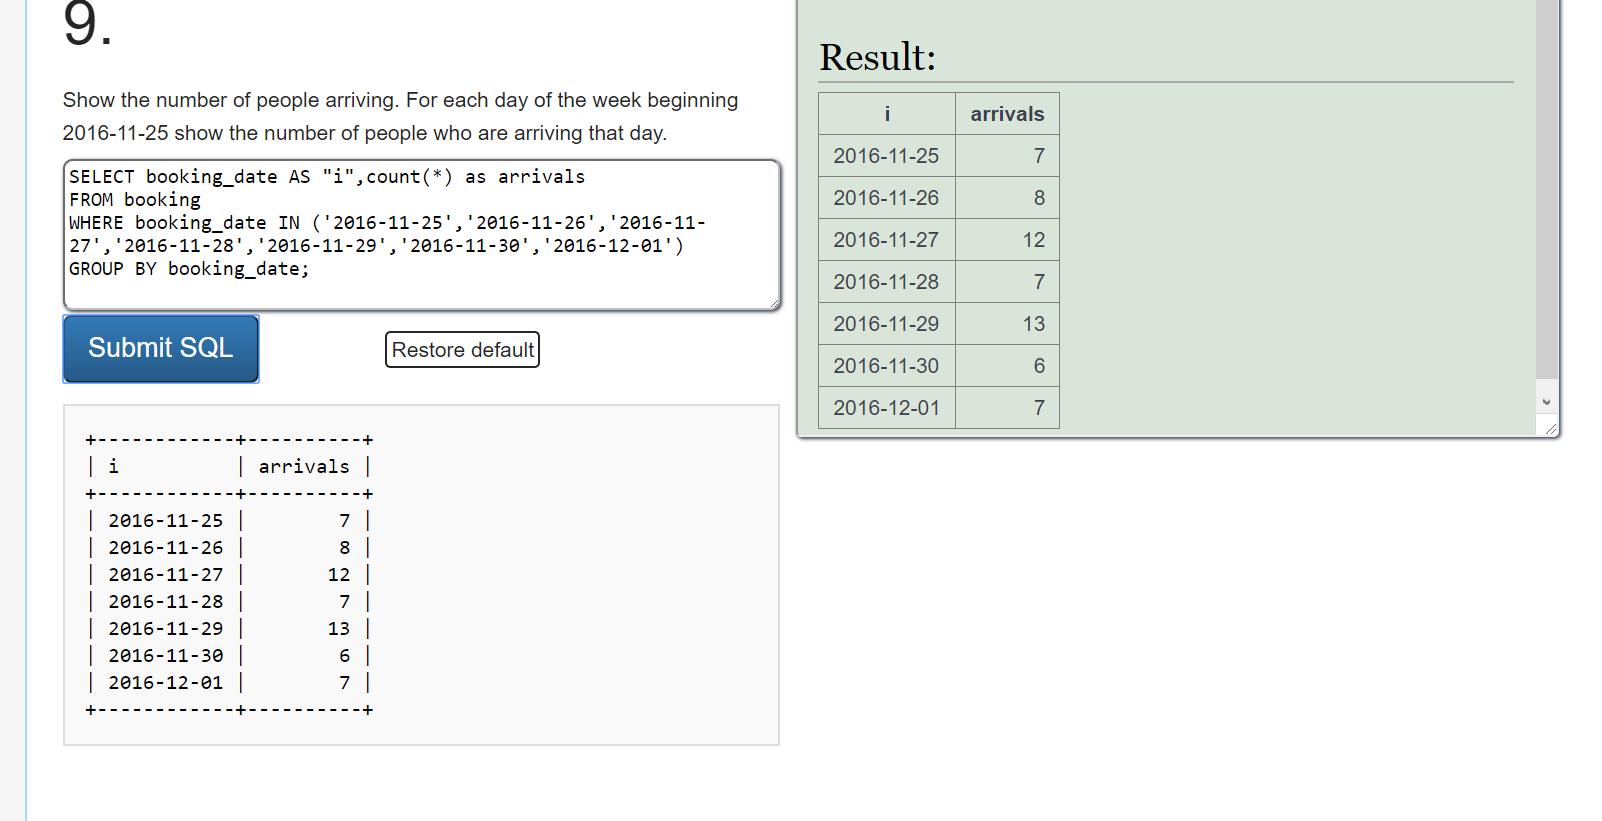 9.
Show the number of people arriving. For each day of the week beginning
2016-11-25 show the number of people who are arriving that day.
SELECT booking_date AS "i",count(*) as arrivals
FROM booking
WHERE booking_date IN ('2016-11-25','2016-11-26','2016-11-
27','2016-11-28','2016-11-29','2016-11-30','2016-12-01')
GROUP BY booking_date;
Submit SQL
Restore default
+------------+----------+
| i          | arrivals |
+------------+----------+
| 2016-11-25 |        7 |
| 2016-11-26 |        8 |
| 2016-11-27 |       12 |
| 2016-11-28 |        7 |
| 2016-11-29 |       13 |
| 2016-11-30 |        6 |
| 2016-12-01 |        7 |
+------------+----------+
Result:
i arrivals
2016-11-25 7
2016-11-26 8
2016-11-27 12
2016-11-28 7
2016-11-29 13
2016-11-30 6
2016-12-01 7